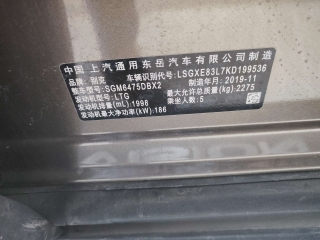 中国上汽通用东岳汽车有限公司制造
品牌：别克 车辆识别代号：LSGXE83L7KD199536
整车型号：SGM6475DBX2 制造年月：2019-11
发动机型号：LTG 最大允许总质量(kg)：2275
发动机排量(mL)：1998 乘坐人数：5
发动机最大净功率(kW)：186